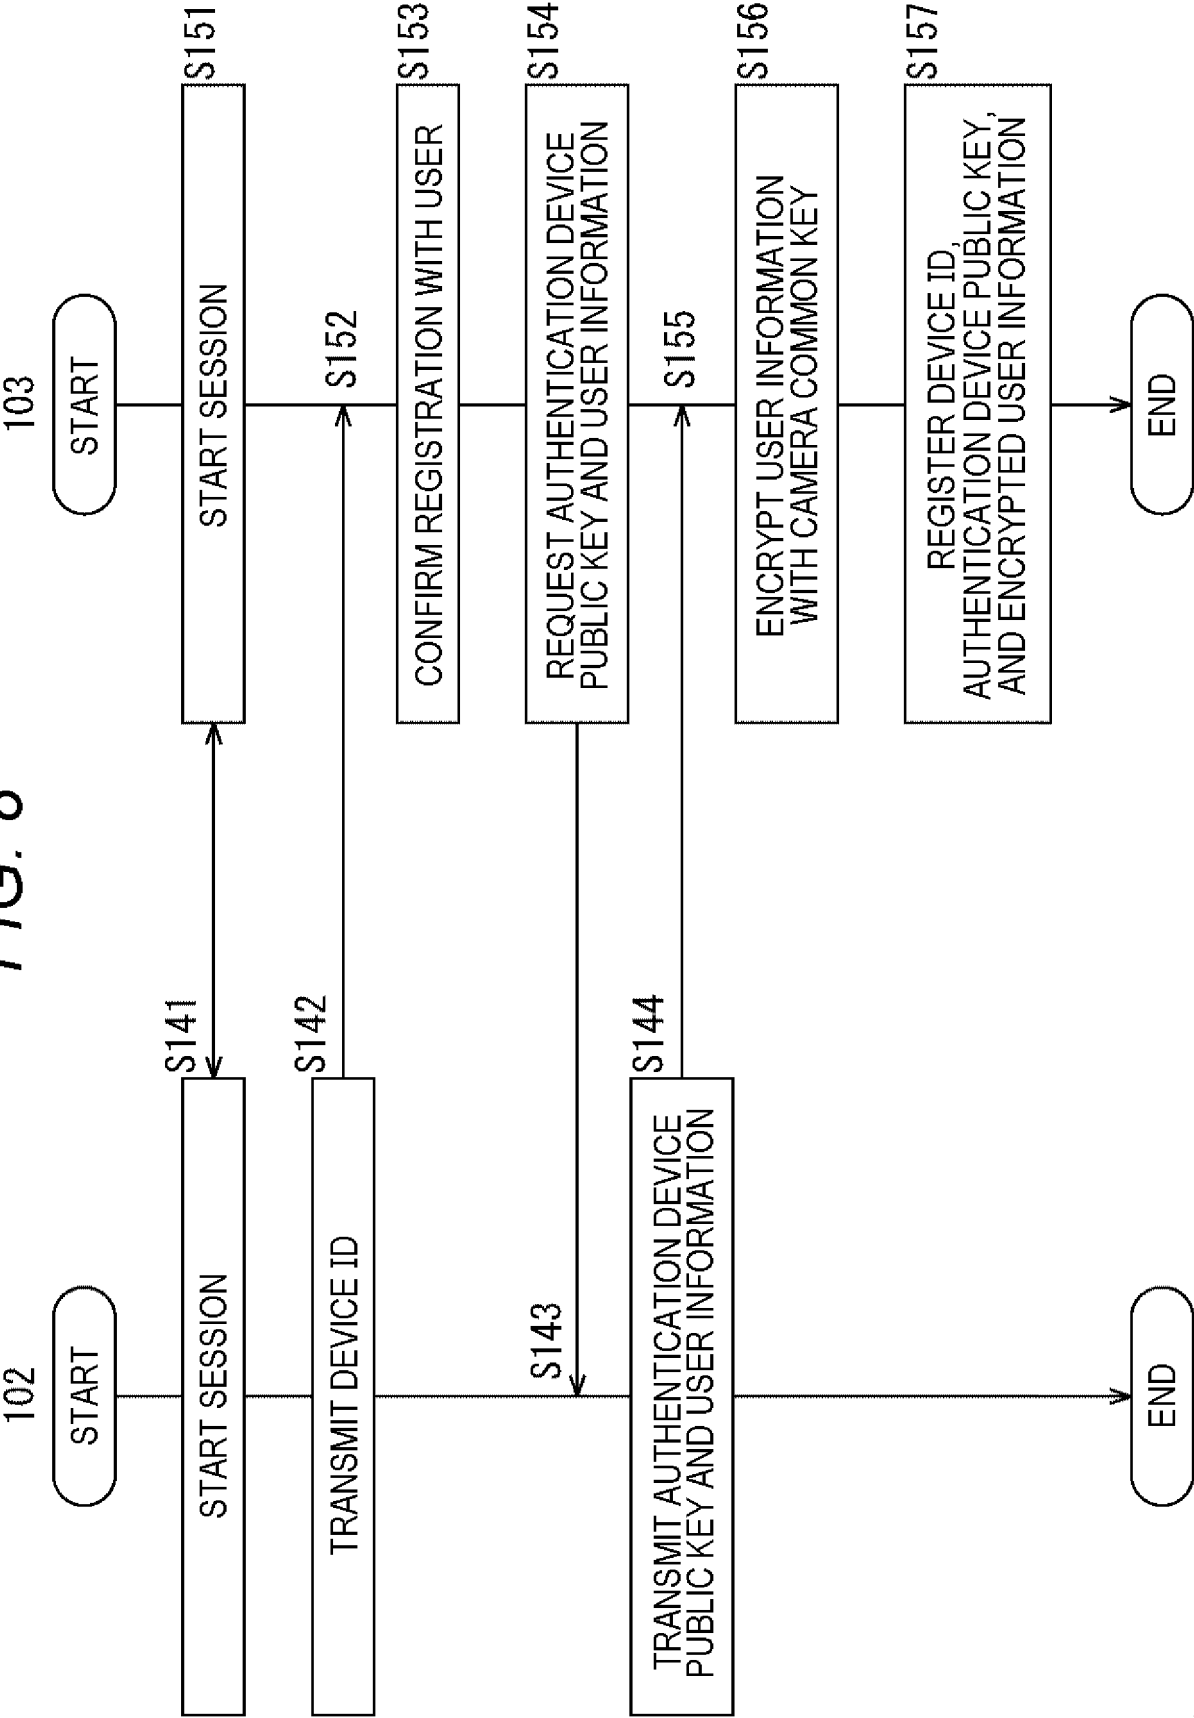 FIG.
102
103
START
START
S141
S151
START SESSION
START SESSION
S142
TRANSMIT DEVICE ID
S152
S153
CONFIRM REGISTRATION WITH USER
S154
REQUEST AUTHENTICATION DEVICE
PUBLIC KEY AND USER INFORMATION
S143
S144
TRANSMIT AUTHENTICATION DEVICE
PUBLIC KEY AND USER INFORMATION
S155
S156
ENCRYPT USER INFORMATION
WITH CAMERA COMMON KEY
S157
REGISTER DEVICE ID,
AUTHENTICATION DEVICE PUBLIC KEY,
AND ENCRYPTED USER INFORMATION
END
END